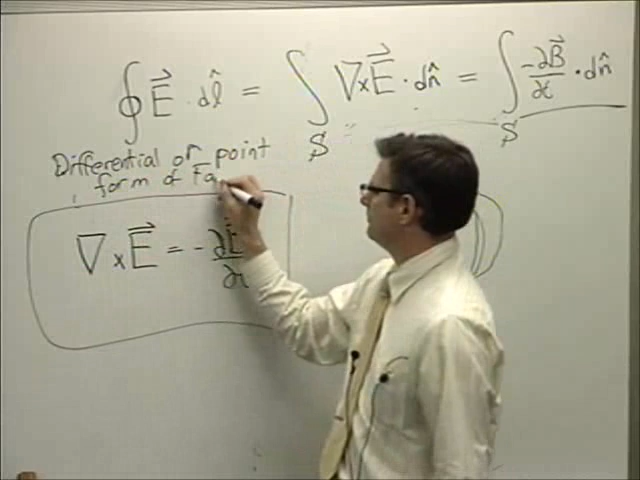 ∮ E⃗ · dl̂ = ∫ ∇×E⃗ · dn̂ = ∫ -∂B⃗/∂t · dn̂
S S
Differential or point
form of Fa
∇ × E⃗ = - ∂B⃗/∂t